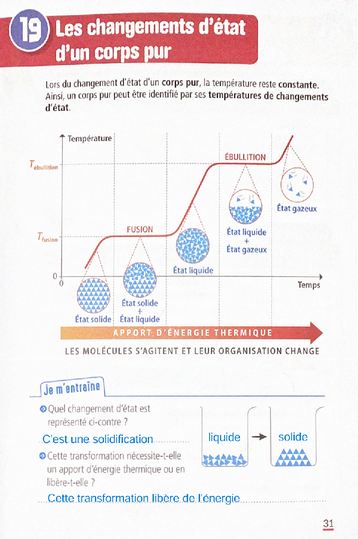 19
Les changements d'état
d'un corps pur
Lors du changement d'état d'un corps pur, la température reste constante.
Ainsi, un corps pur peut être identifié par ses températures de changements
d'état.
Température
Tébullition
ÉBULLITION
État gazeux
Tfusion
FUSION
État liquide
+
État gazeux
État liquide
0
0
Temps
État solide
État solide
+
État liquide
APPORT D'ÉNERGIE THERMIQUE
LES MOLÉCULES S'AGITENT ET LEUR ORGANISATION CHANGE
Je m'entraîne
Quel changement d'état est
représenté ci-contre ?
C'est une solidification
liquide → solide
Cette transformation nécessite-t-elle
un apport d'énergie thermique ou en
libère-t-elle ?
Cette transformation libère de l'énergie
31